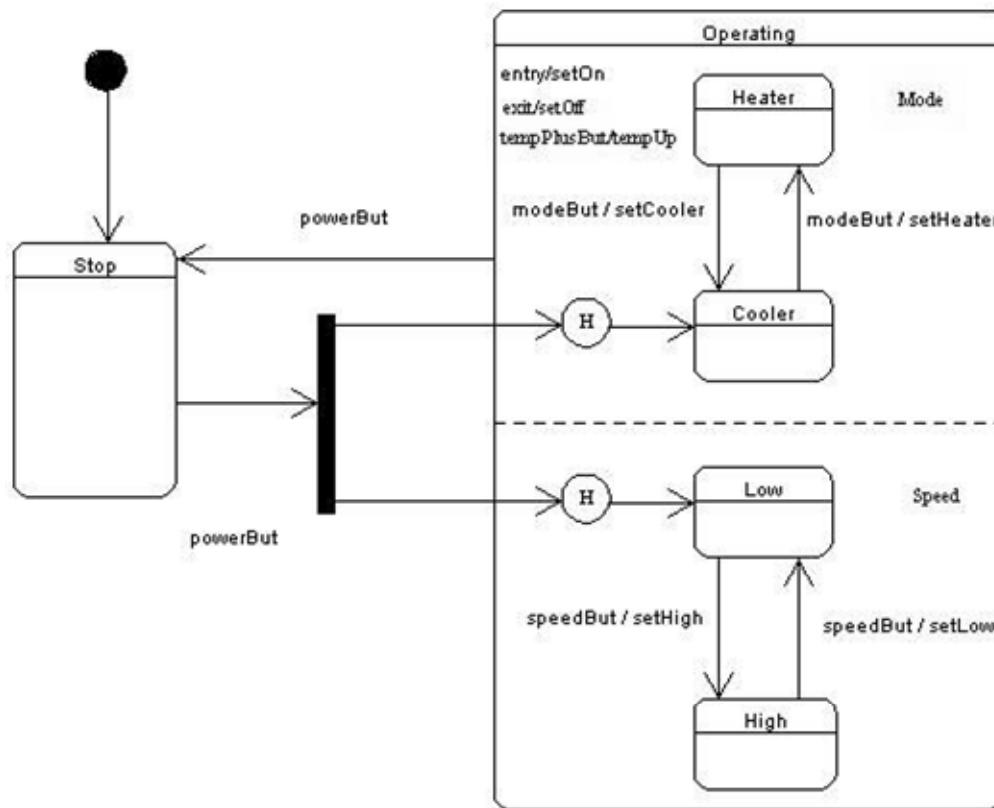 Operating
entry/setOn
exit/setOff
tempPlusBut/tempUp
Heater
Mode
modeBut / setCooler
modeBut / setHeater
powerBut
Stop
H
Cooler
powerBut
H
Low
Speed
speedBut / setHigh
speedBut / setLow
High